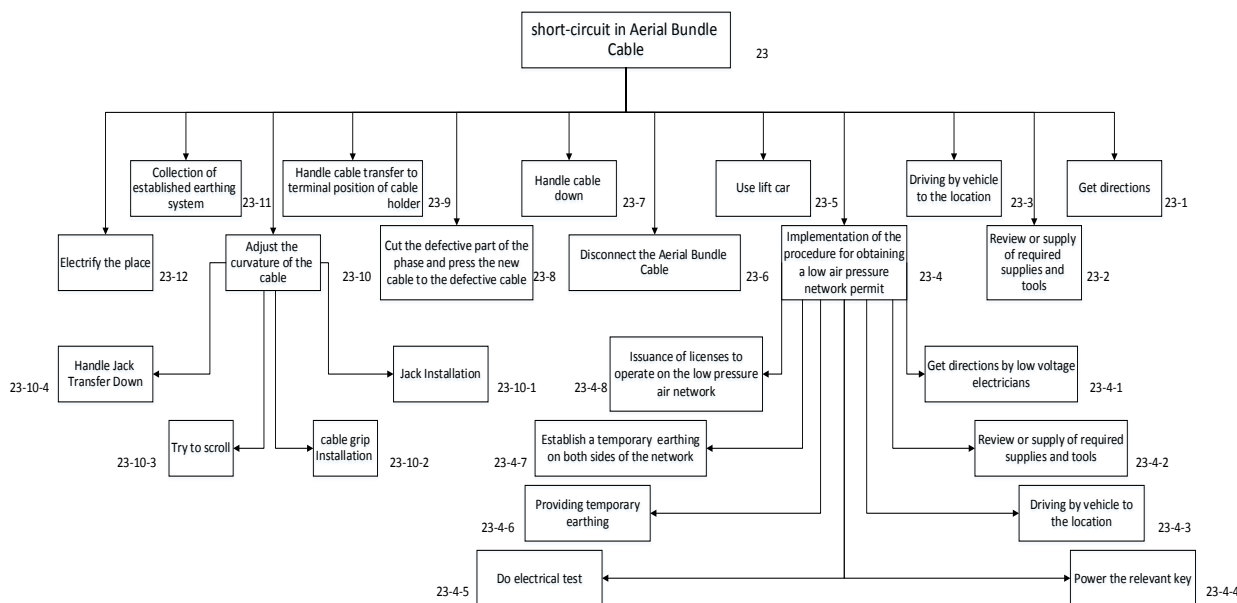 short-circuit in Aerial Bundle
Cable
23
Collection of
established earthing
system
23-11
Handle cable transfer to
terminal position of cable
holder
23-9
Handle cable
down
23-7
Use lift car
23-5
Driving by vehicle
to the location
23-3
Get directions
23-1
Electrify the place
23-12
Adjust the
curvature of the
cable
23-10
Cut the defective part of the
phase and press the new
cable to the defective cable
23-8
Disconnect the Aerial Bundle
Cable
23-6
Implementation of the
procedure for obtaining
a low air pressure
network permit
23-4
Review or supply
of required
supplies and tools
23-2
23-10-4
Handle Jack
Transfer Down
Jack Installation
23-10-1
23-4-8
Issuance of licenses to
operate on the low pressure
air network
Get directions by low voltage
electricians
23-4-1
23-10-3
Try to scroll
cable grip
Installation
23-10-2
23-4-7
Establish a temporary earthing
on both sides of the network
Review or supply of required
supplies and tools
23-4-2
23-4-6
Providing temporary
earthing
Driving by vehicle
to the location
23-4-3
23-4-5
Do electrical test
Power the relevant key
23-4-4